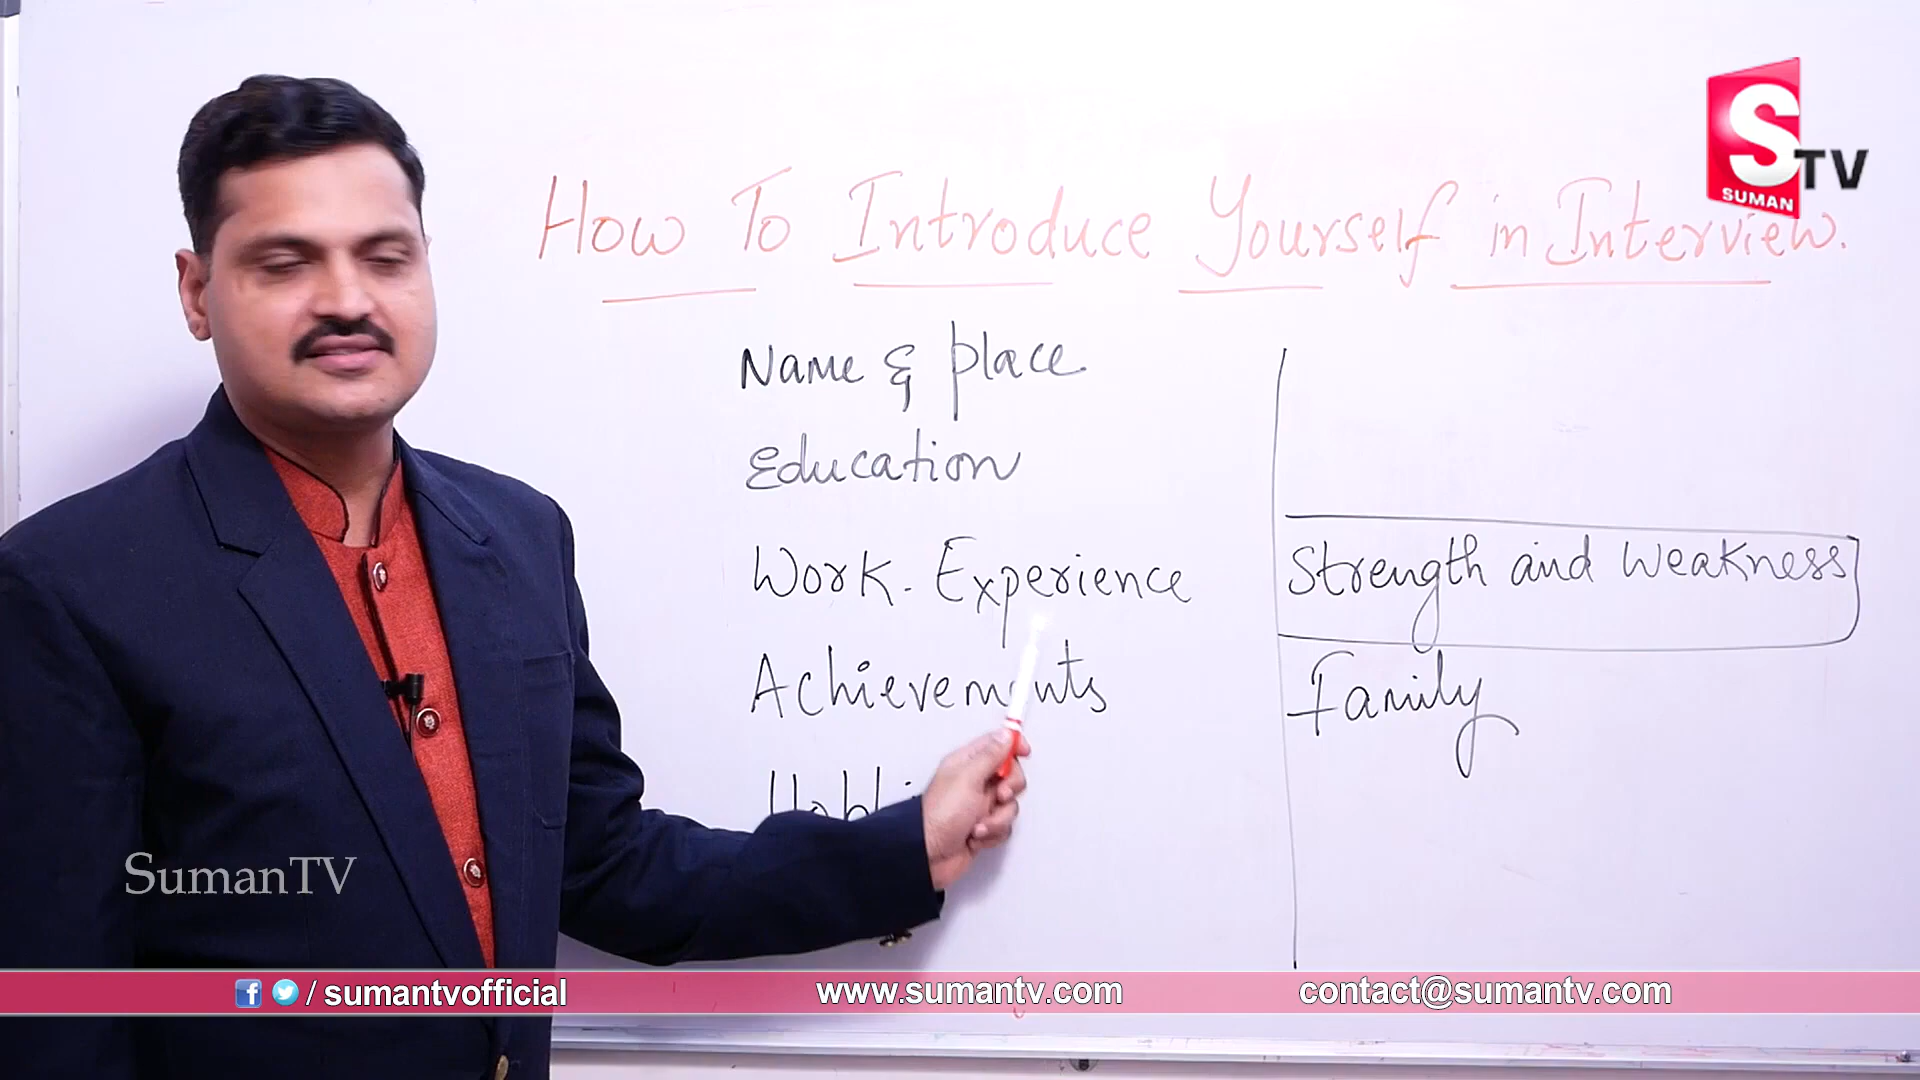 S
TV
SUMAN
How To Introduce Yourself in Interview.
Name & place
Education
Work - Experience
Achievements
Strength and Weakness
Family
SumanTV
/ sumantvofficial
www.sumantv.com
contact@sumantv.com